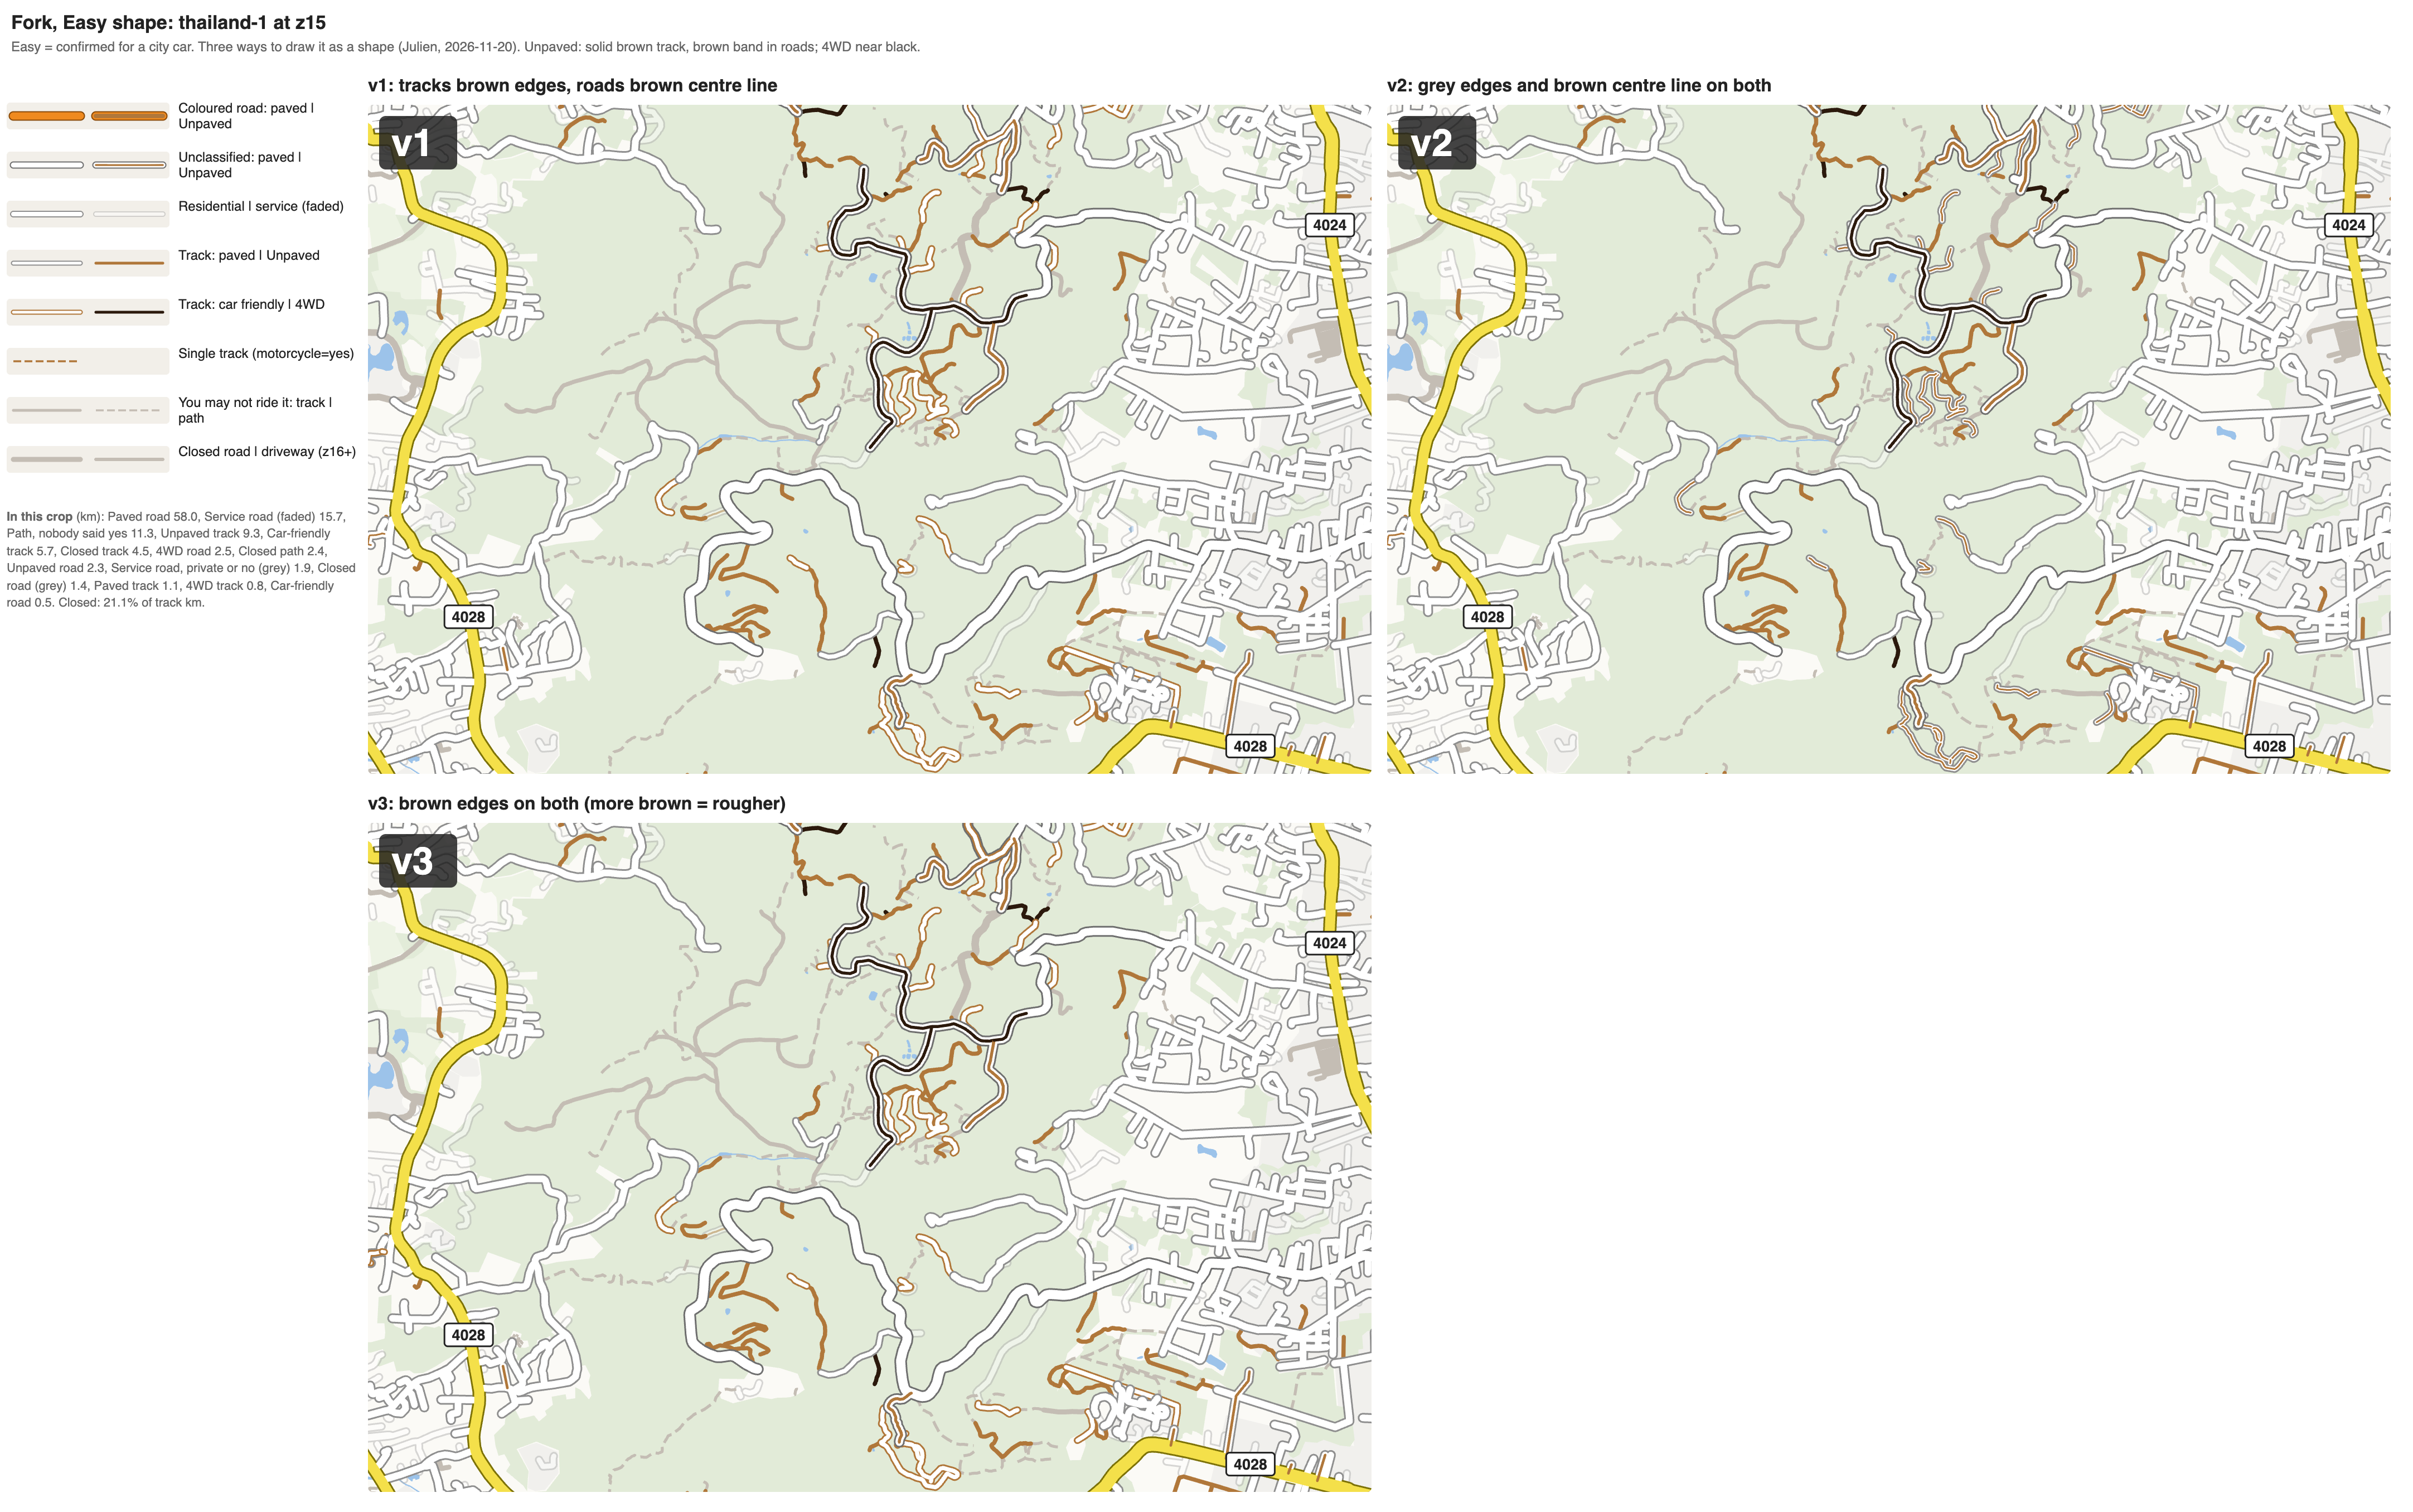 Fork, Easy shape: thailand-1 at z15
Easy = confirmed for a city car. Three ways to draw it as a shape (Julien, 2026-11-20). Unpaved: solid brown track, brown band in roads; 4WD near black.
Coloured road: paved |
Unpaved
Unclassified: paved |
Unpaved
Residential | service (faded)
Track: paved | Unpaved
Track: car friendly | 4WD
Single track (motorcycle=yes)
You may not ride it: track |
path
Closed road | driveway (z16+)
In this crop (km): Paved road 58.0, Service road (faded) 15.7,
Path, nobody said yes 11.3, Unpaved track 9.3, Car-friendly
track 5.7, Closed track 4.5, 4WD road 2.5, Closed path 2.4,
Unpaved road 2.3, Service road, private or no (grey) 1.9, Closed
road (grey) 1.4, Paved track 1.1, 4WD track 0.8, Car-friendly
road 0.5. Closed: 21.1% of track km.
v1: tracks brown edges, roads brown centre line
v1
4024
4028
4028
v2: grey edges and brown centre line on both
v2
4024
4028
4028
v3: brown edges on both (more brown = rougher)
v3
4024
4028
4028